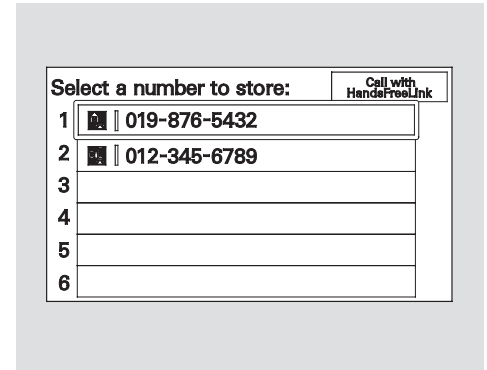 Select a number to store:
Call with
HandsFreeLink
1 019-876-5432
2 012-345-6789
3
4
5
6